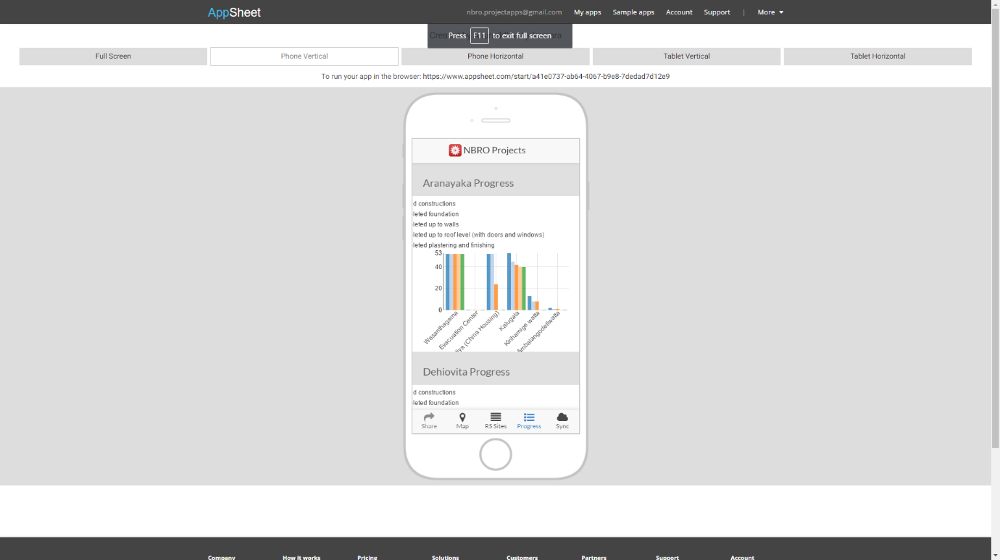 AppSheet
nbro.projectapps@gmail.com My apps Sample apps Account Support | More
Press F11 to exit full screen
Full Screen Phone Vertical Phone Horizontal Tablet Vertical Tablet Horizontal
To run your app in the browser: https://www.appsheet.com/start/a41e0737-ab64-4067-b9e8-7dedad7d12e9
NBRO Projects
Aranayaka Progress
d constructions
leted foundation
leted up to walls
leted up to roof level (with doors and windows)
leted plastering and finishing
53
40
20
0
Wasanthagama
Evacuation Center
iya (China Housing)
Kalugala
Kinhamige watta
Ambalangodellwatta
Dehiovita Progress
d constructions
leted foundation
Share Map RS Sites Progress Sync
Company How it works Pricing Solutions Customers Partners Support Account